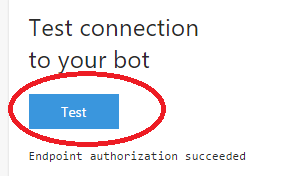 Test connection
to your bot
Test
Endpoint authorization succeeded